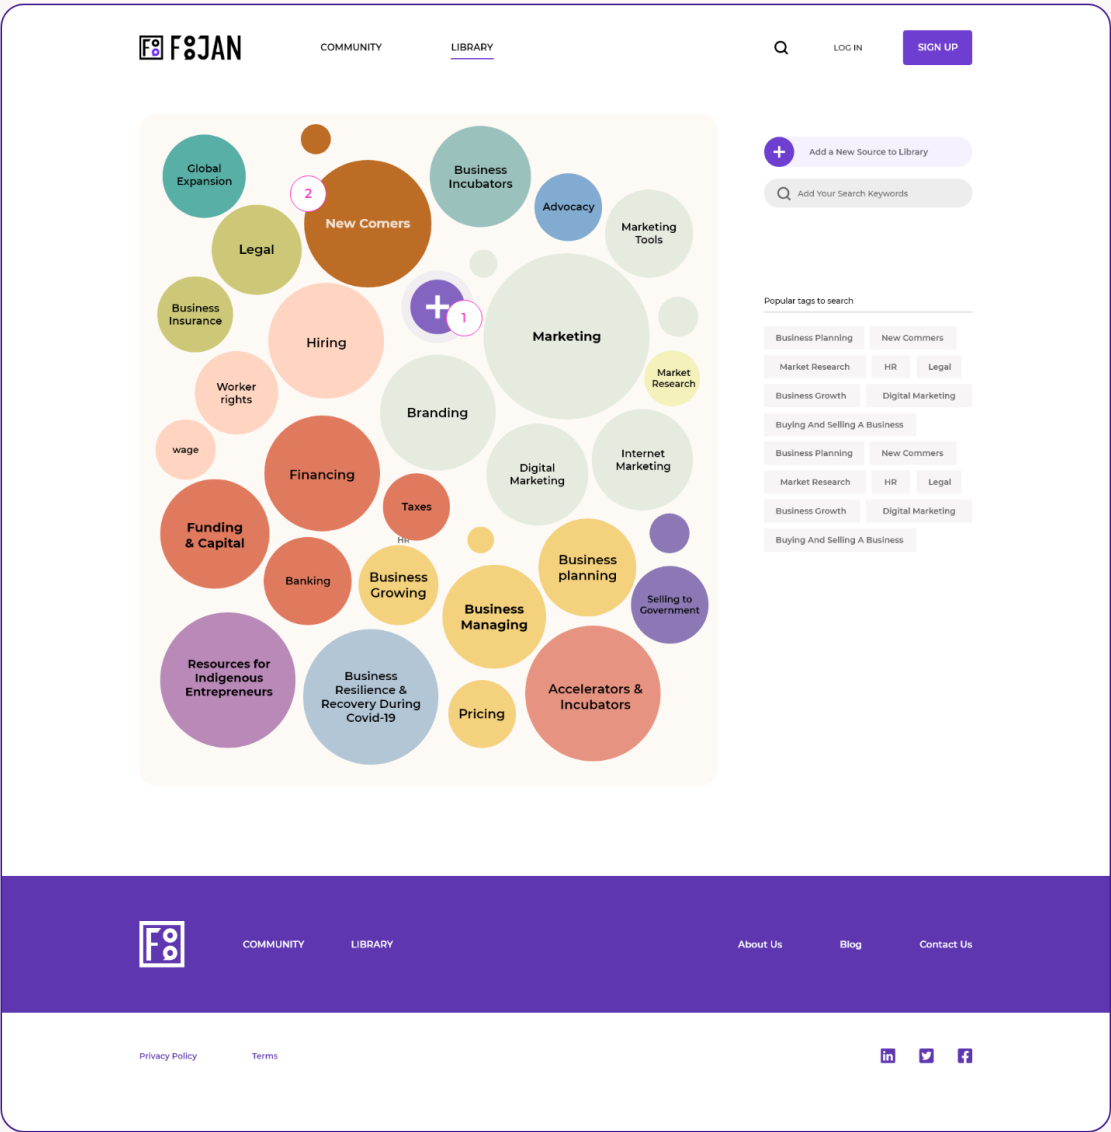 FOOJAN
COMMUNITY
LIBRARY
LOG IN
SIGN UP
Global
Expansion
2
New Comers
Business
Incubators
Advocacy
Marketing
Tools
Legal
Business
Insurance
Hiring
1
Marketing
Market
Research
Worker
rights
Branding
wage
Financing
Digital
Marketing
Internet
Marketing
Taxes
HR
Funding
& Capital
Banking
Business
Growing
Business
planning
Business
Managing
Selling to
Government
Resources for
Indigenous
Entrepreneurs
Business
Resilience &
Recovery During
Covid-19
Pricing
Accelerators &
Incubators
Add a New Source to Library
Add Your Search Keywords
Popular tags to search
Business Planning New Commers
Market Research HR Legal
Business Growth Digital Marketing
Buying And Selling A Business
Business Planning New Commers
Market Research HR Legal
Business Growth Digital Marketing
Buying And Selling A Business
COMMUNITY
LIBRARY
About Us
Blog
Contact Us
Privacy Policy
Terms